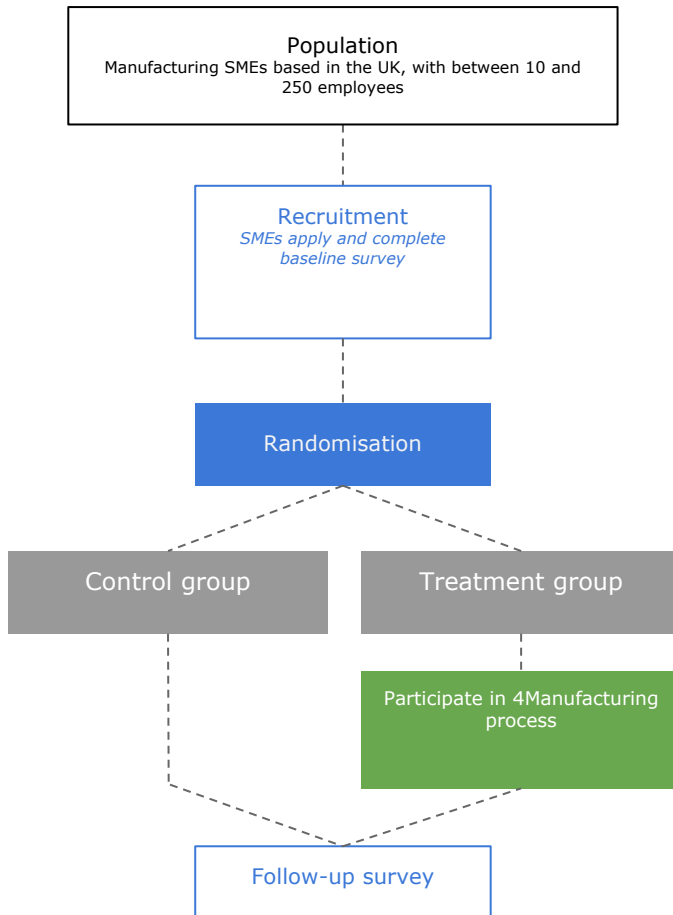 Population
Manufacturing SMEs based in the UK, with between 10 and
250 employees
Recruitment
SMEs apply and complete
baseline survey
Randomisation
Control group
Treatment group
Participate in 4Manufacturing
process
Follow-up survey